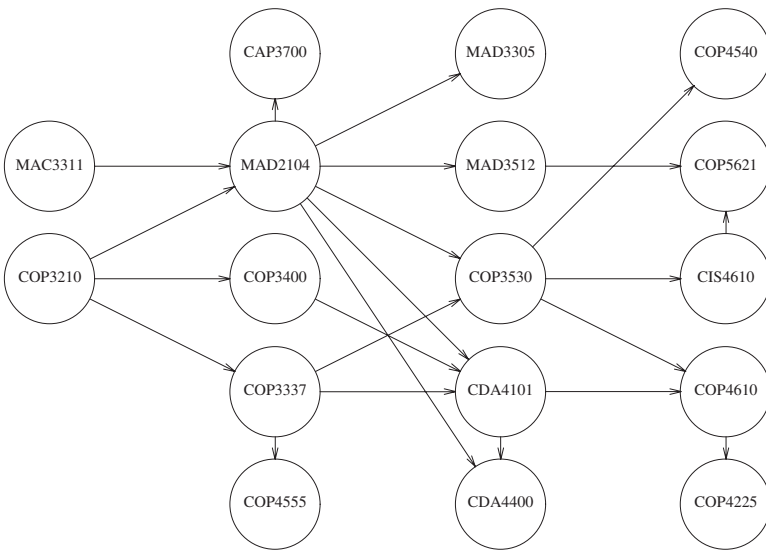 CAP3700
MAD3305
COP4540
MAC3311
MAD2104
MAD3512
COP5621
COP3210
COP3400
COP3530
CIS4610
COP3337
CDA4101
COP4610
COP4555
CDA4400
COP4225